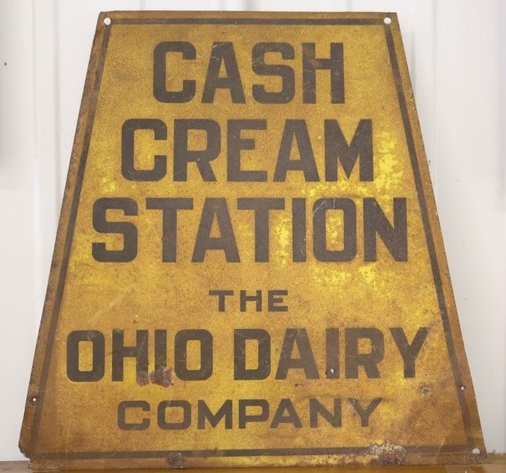 CASH
CREAM
STATION
THE
OHIO DAIRY
COMPANY